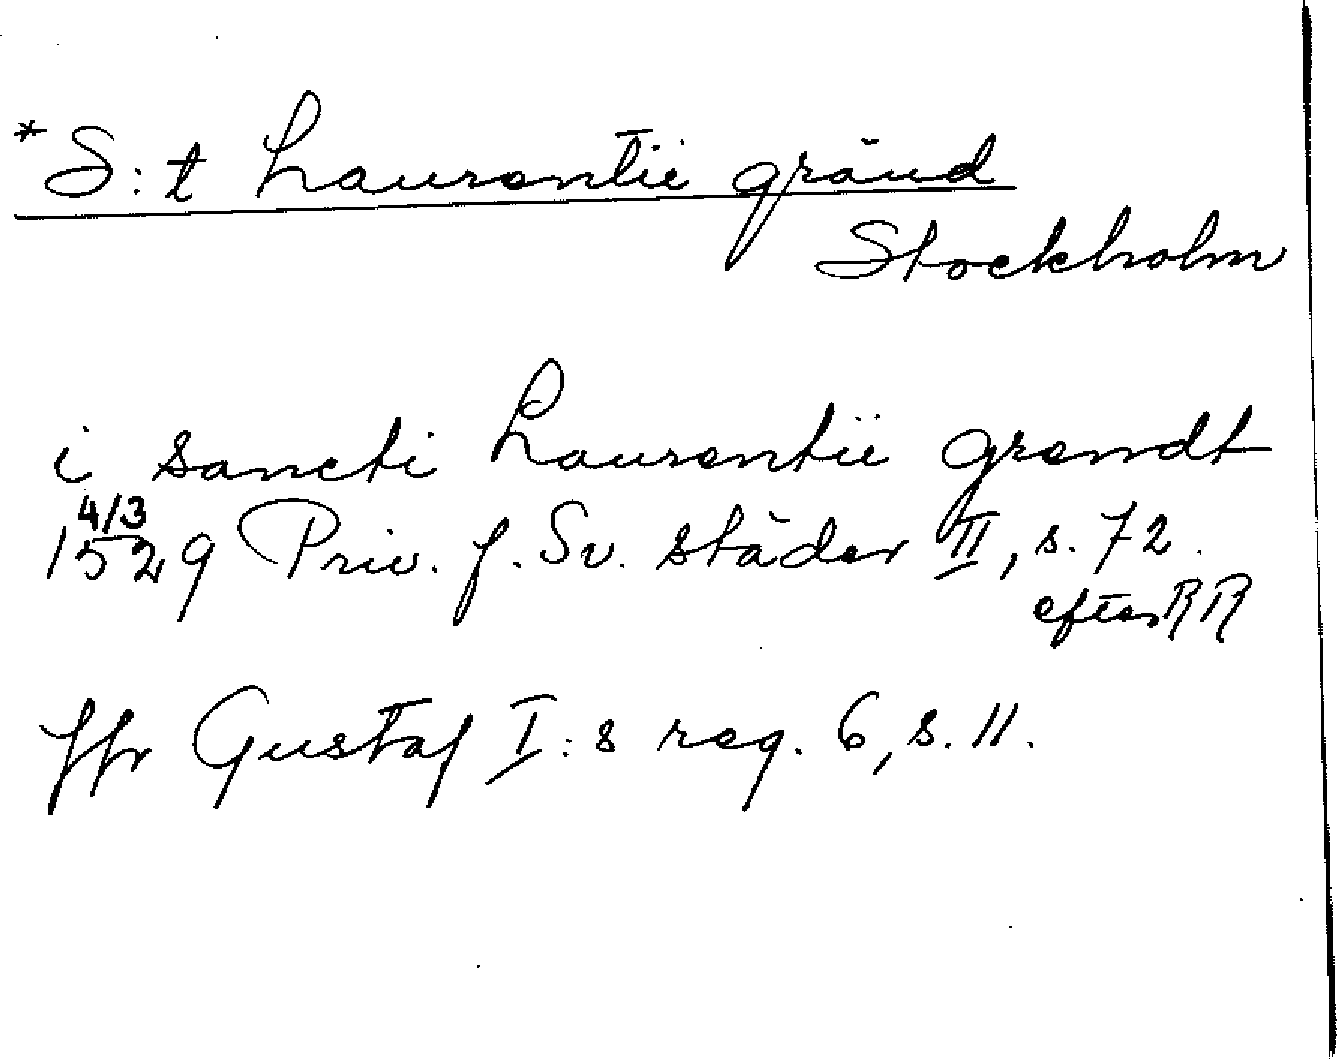 *S:t Laurentii gränd
Stockholm
i sancti Laurentii grendt
4/3
1529 Priv. f. Sv. städer II, s. 72.
efter RR
Jfr Gustaf I:s reg. 6, s. 11.